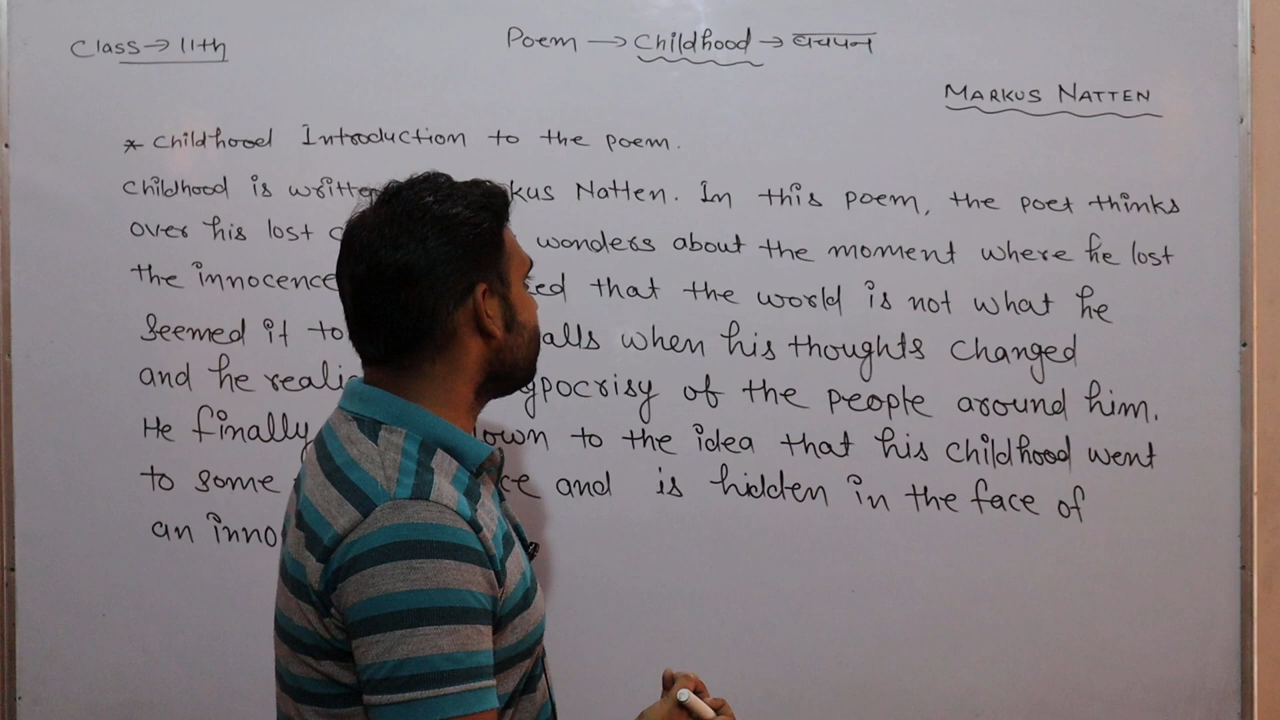 Class → 11th
Poem → Childhood → बचपन
MARKUS NATTEN
* Childhood Introduction to the poem.
Childhood is kus Natten. In this poem, the poet thinks
over his lost wonders about the moment where he lost
the innocence ed that the world is not what he
Seemed it to alls when his thoughts changed
and he ypocrisy of the people around him.
He finally own to the idea that his childhood went
to some ce and is hidden in the face of
an inno